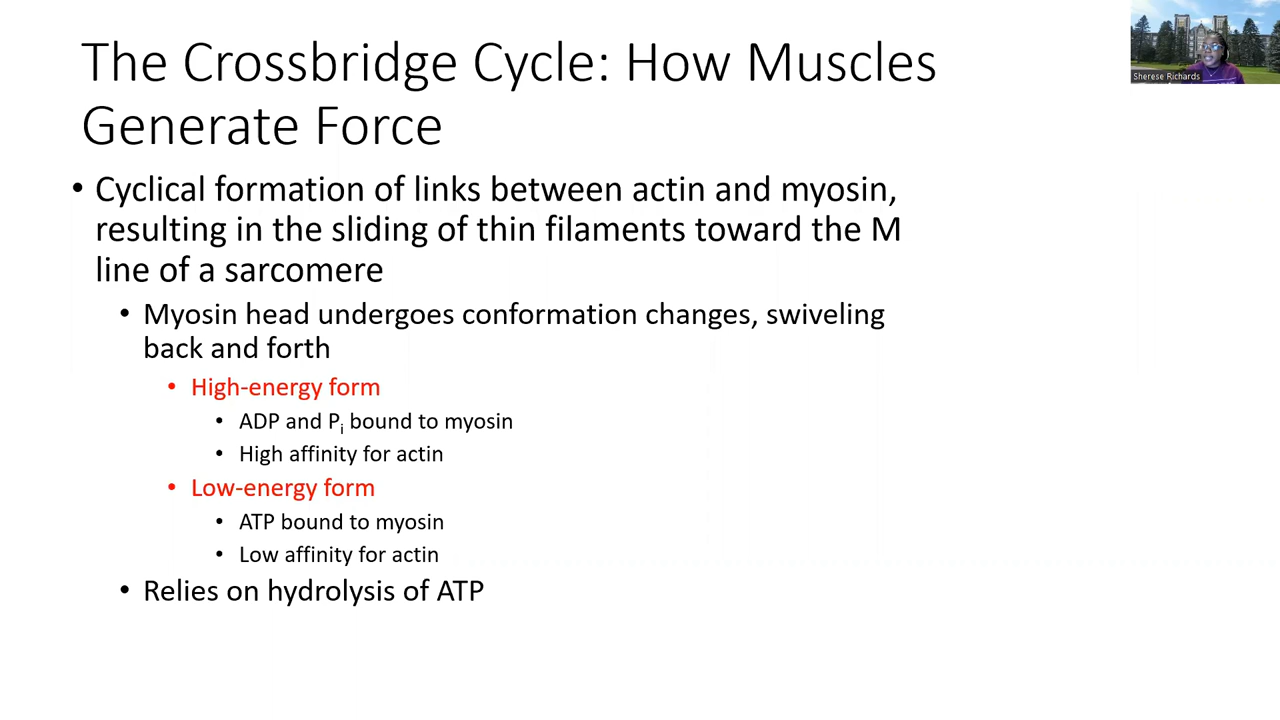 The Crossbridge Cycle: How Muscles
Generate Force
• Cyclical formation of links between actin and myosin,
resulting in the sliding of thin filaments toward the M
line of a sarcomere
• Myosin head undergoes conformation changes, swiveling
back and forth
• High-energy form
• ADP and Pi bound to myosin
• High affinity for actin
• Low-energy form
• ATP bound to myosin
• Low affinity for actin
• Relies on hydrolysis of ATP
Sherese Richards